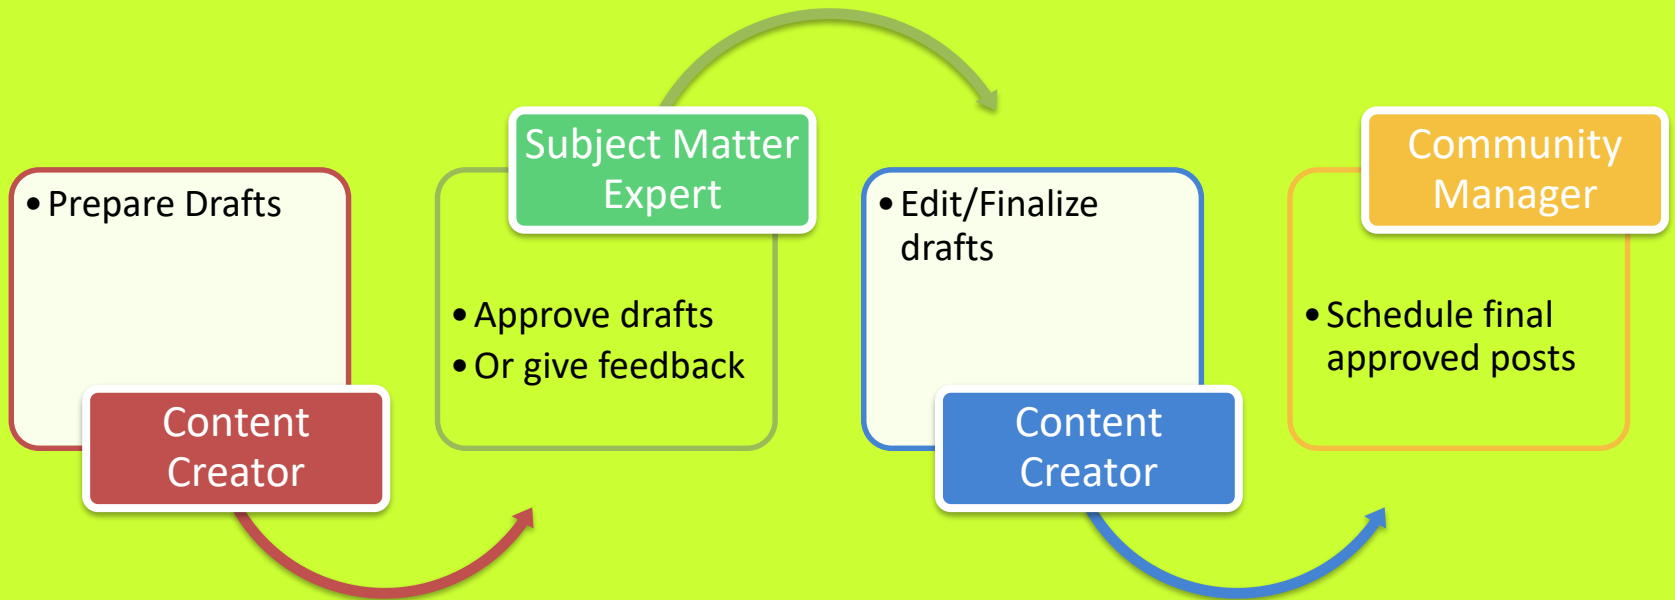 • Prepare Drafts
Content
Creator
Subject Matter
Expert
• Approve drafts
• Or give feedback
• Edit/Finalize
drafts
Content
Creator
Community
Manager
• Schedule final
approved posts